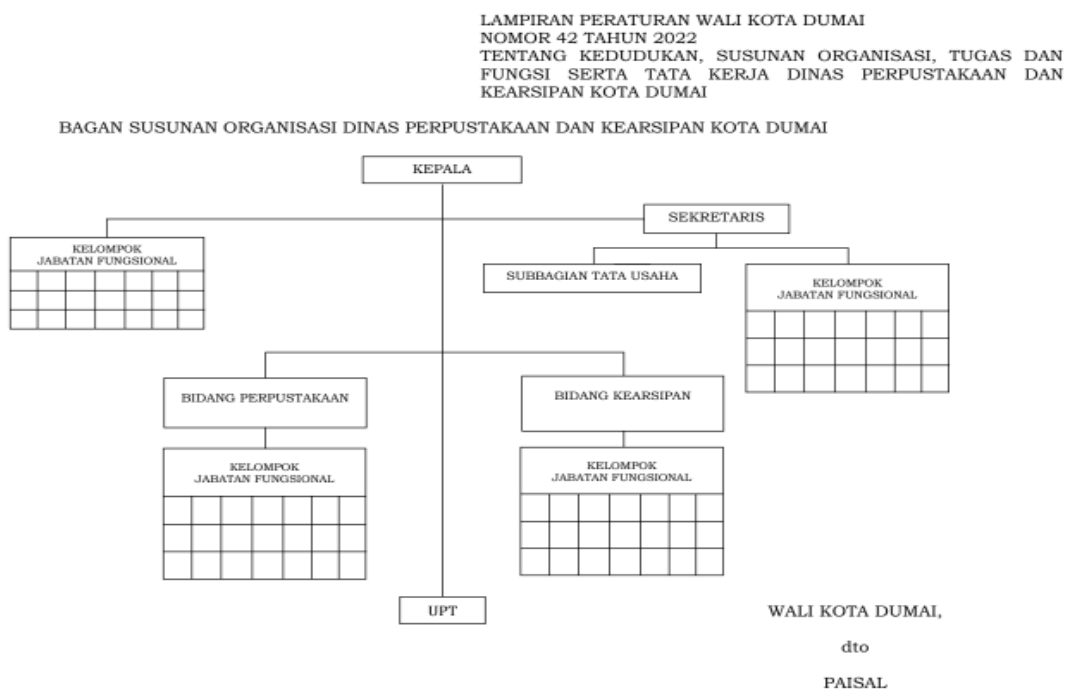 LAMPIRAN PERATURAN WALI KOTA DUMAI
NOMOR 42 TAHUN 2022
TENTANG KEDUDUKAN, SUSUNAN ORGANISASI, TUGAS DAN
FUNGSI SERTA TATA KERJA DINAS PERPUSTAKAAN DAN
KEARSIPAN KOTA DUMAI
BAGAN SUSUNAN ORGANISASI DINAS PERPUSTAKAAN DAN KEARSIPAN KOTA DUMAI
KEPALA
SEKRETARIS
KELOMPOK
JABATAN FUNGSIONAL
SUBBAGIAN TATA USAHA
KELOMPOK
JABATAN FUNGSIONAL
BIDANG PERPUSTAKAAN
BIDANG KEARSIPAN
KELOMPOK
JABATAN FUNGSIONAL
KELOMPOK
JABATAN FUNGSIONAL
UPT
WALI KOTA DUMAI,
dto
PAISAL